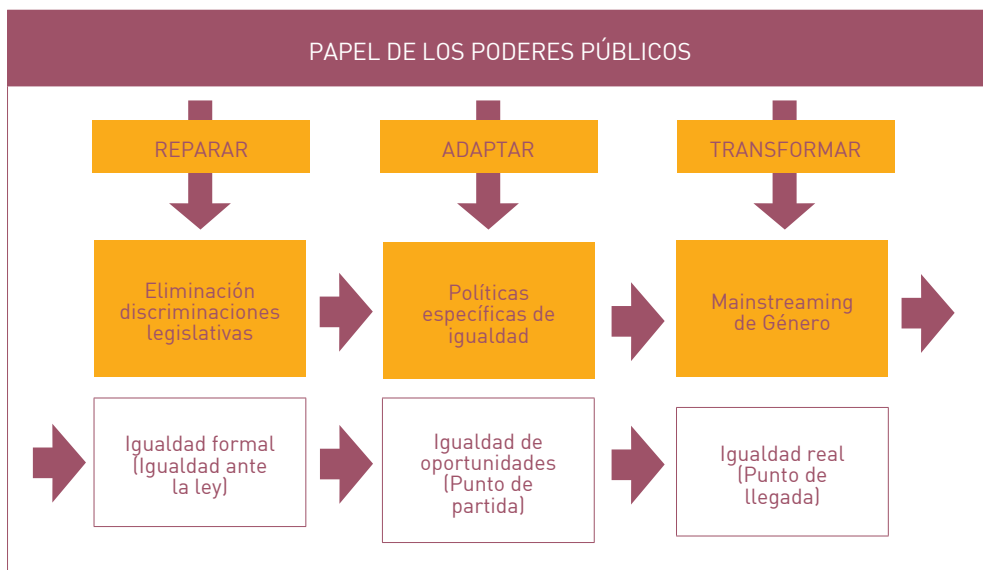 PAPEL DE LOS PODERES PÚBLICOS
REPARAR
ADAPTAR
TRANSFORMAR
Eliminación
discriminaciones
legislativas
Políticas
específicas de
igualdad
Mainstreaming
de Género
Igualdad formal
(Igualdad ante
la ley)
Igualdad de
oportunidades
(Punto de
partida)
Igualdad real
(Punto de
llegada)